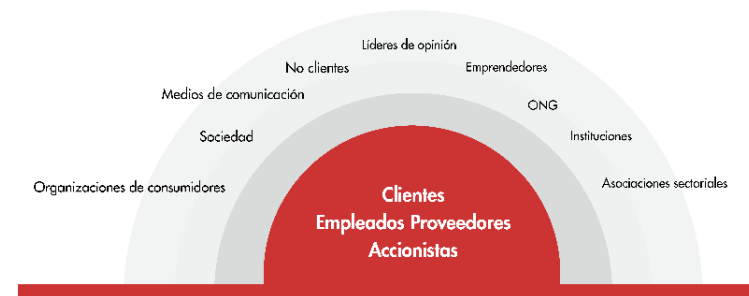 Líderes de opinión
No clientes
Emprendedores
Medios de comunicación
ONG
Sociedad
Instituciones
Organizaciones de consumidores
Asociaciones sectoriales
Clientes
Empleados Proveedores
Accionistas